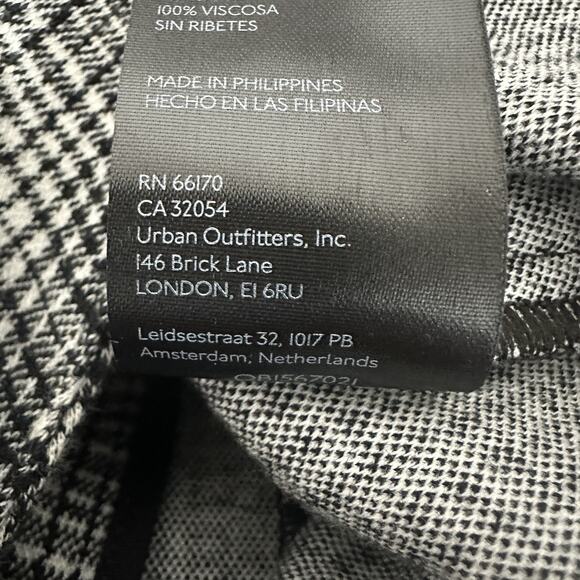 100% VISCOSA
SIN RIBETES
MADE IN PHILIPPINES
HECHO EN LAS FILIPINAS
RN 66170
CA 32054
Urban Outfitters, Inc.
146 Brick Lane
LONDON, E1 6RU
Leidsestraat 32, 1017 PB
Amsterdam, Netherlands